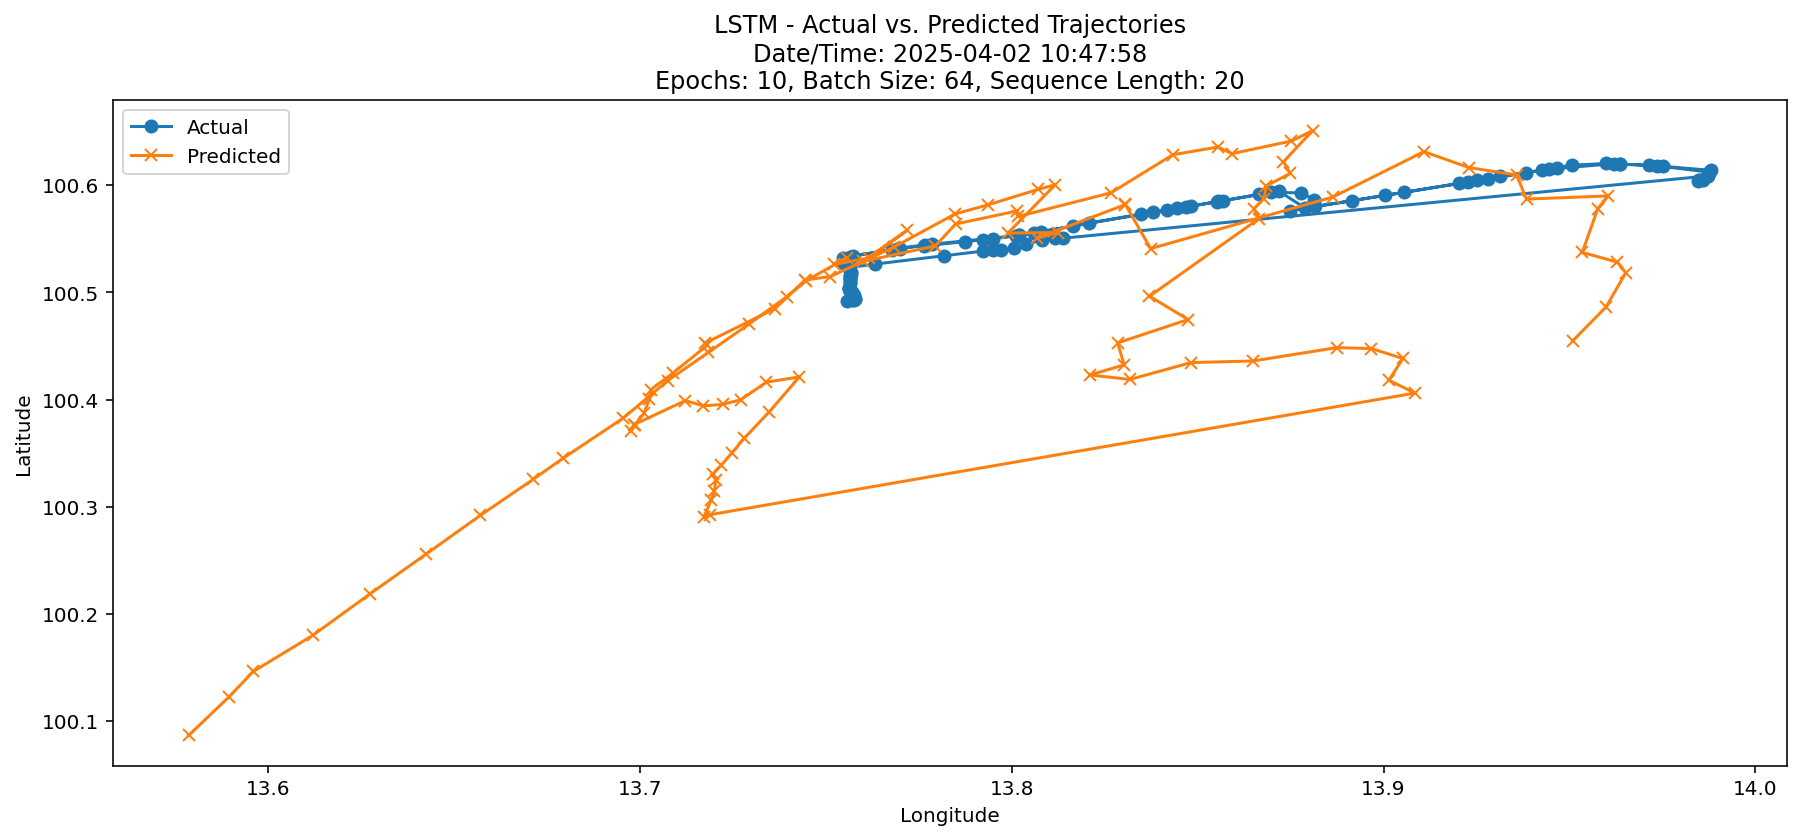 LSTM - Actual vs. Predicted Trajectories
Date/Time: 2025-04-02 10:47:58
Epochs: 10, Batch Size: 64, Sequence Length: 20
Actual
Predicted
Latitude
100.6
100.5
100.4
100.3
100.2
100.1
13.6
13.7
13.8
13.9
14.0
Longitude